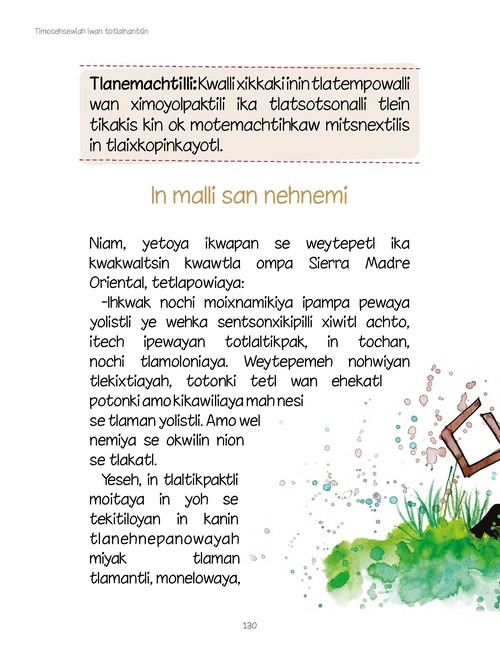 Timosehsewiah iwan totlalnantsin
Tlanemachtilli: Kwalli xikkaki inin tlatempowalli
wan ximoyolpaktili ika tlatsotsonalli tlein
tikakis kin ok motemachtihkaw mitsnextilis
in tlaixkopinkayotl.
In malli san nehnemi
Niam, yetoya ikwapan se weytepetl ika
kwakwaltsin kwawtla ompa Sierra Madre
Oriental, tetlapowiaya:
-Ihkwak nochi moixnamikiya ipampa pewaya
yolistli ye wehka sentsonxikipilli xiwitl achto,
itech ipewayan totlaltikpak, in tochan,
nochi tlamoloniaya. Weytepemeh nohwiyan
tlekixtiayah, totonki tetl wan ehekatl
potonki amo kikawiliaya mah nesi
se tlaman yolistli. Amo wel
nemiya se okwilin nion
se tlakatl.
Yeseh, in tlaltikpaktli
moitaya in yoh se
tekitiloyan in kanin
tlanehnepanowayah
miyak tlaman
tlamantli, monelowaya,
130